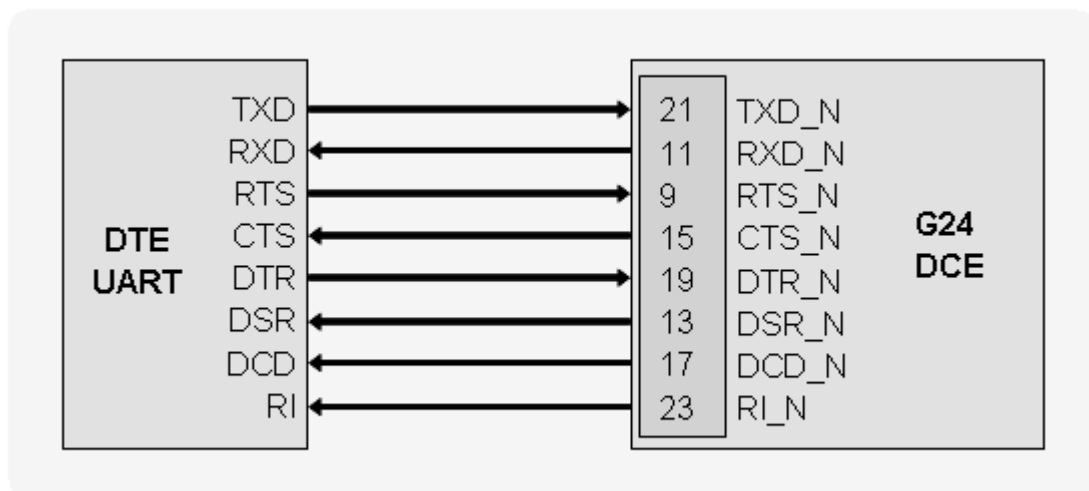 TXD 21 TXD_N
RXD 11 RXD_N
RTS 9 RTS_N
CTS 15 CTS_N
DTR 19 DTR_N
DSR 13 DSR_N
DCD 17 DCD_N
RI 23 RI_N
DTE
UART
G24
DCE